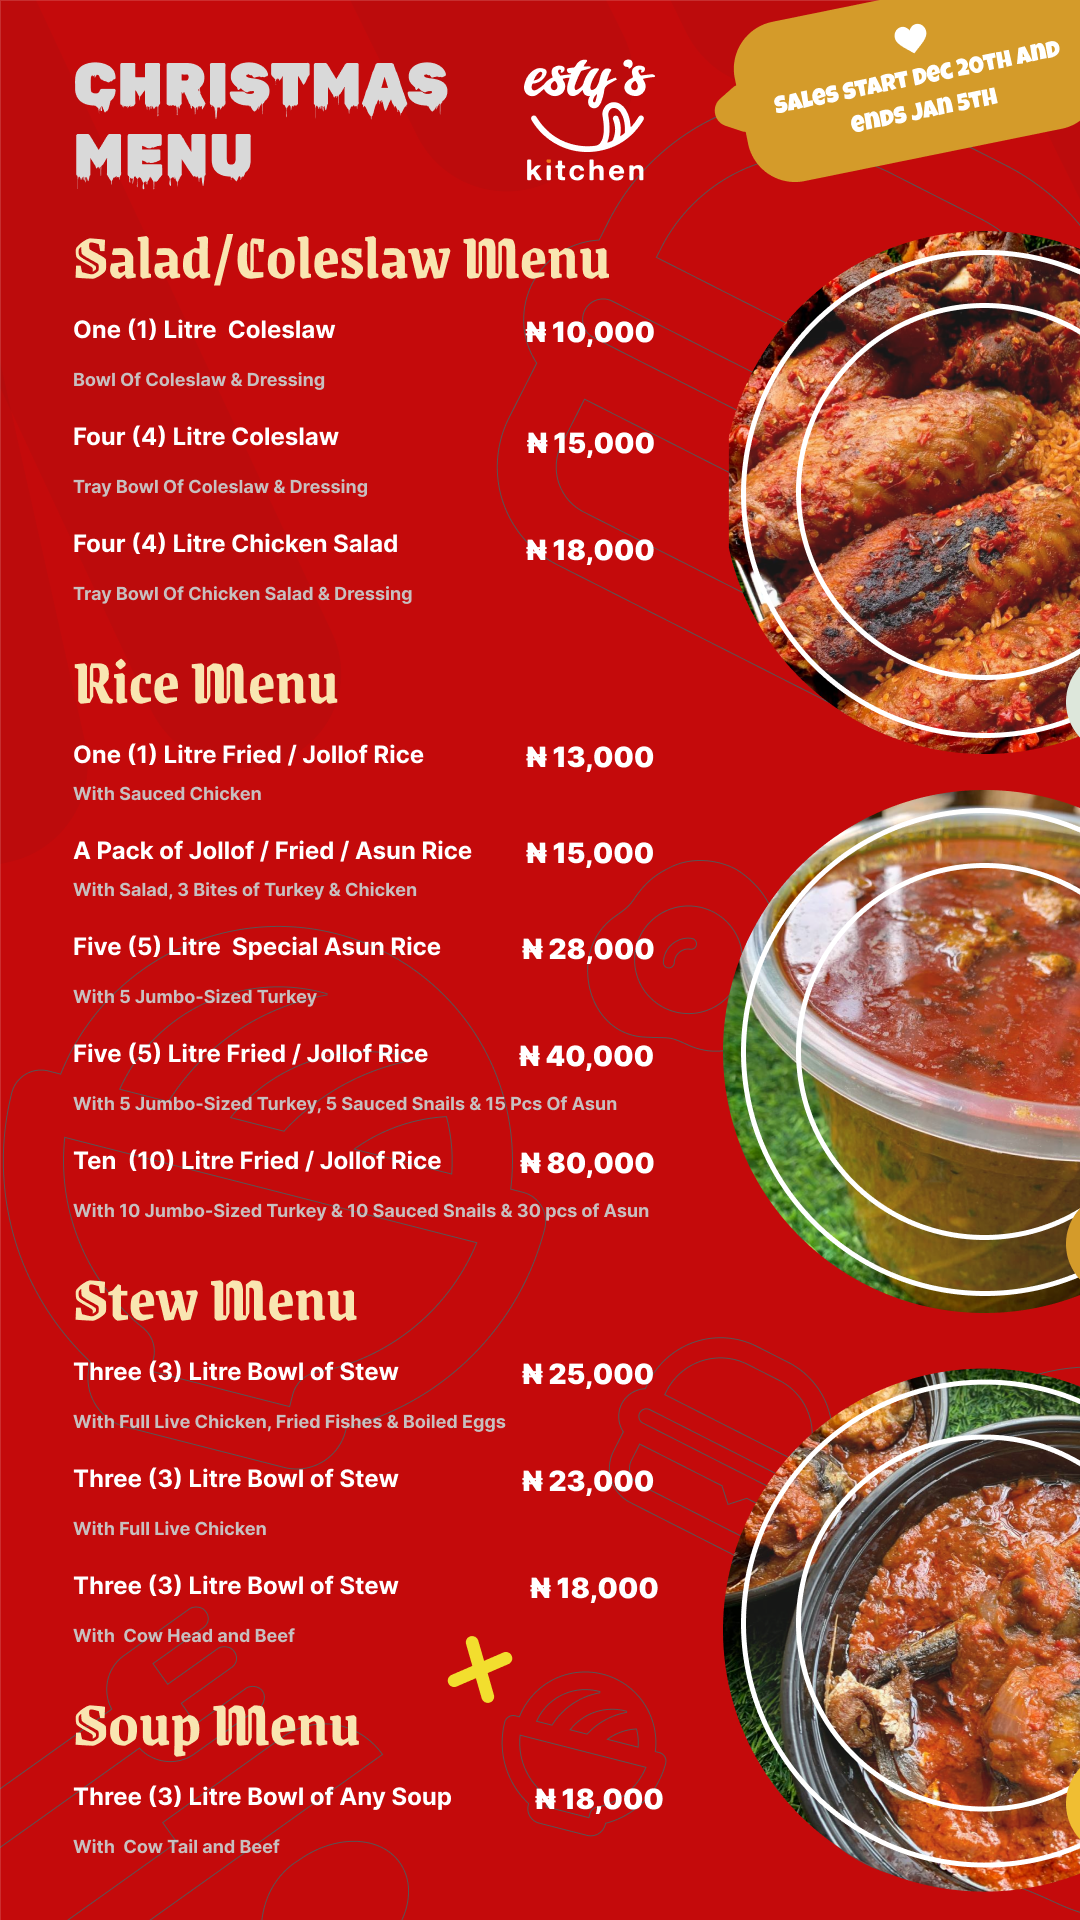 CHRISTMAS
MENU
esty's
kitchen
Sales start Dec 20th and
ends Jan 5th
Salad/Coleslaw Menu
One (1) Litre  Coleslaw ₦ 10,000
Bowl Of Coleslaw & Dressing
Four (4) Litre Coleslaw ₦ 15,000
Tray Bowl Of Coleslaw & Dressing
Four (4) Litre Chicken Salad ₦ 18,000
Tray Bowl Of Chicken Salad & Dressing
Rice Menu
One (1) Litre Fried / Jollof Rice ₦ 13,000
With Sauced Chicken
A Pack of Jollof / Fried / Asun Rice ₦ 15,000
With Salad, 3 Bites of Turkey & Chicken
Five (5) Litre  Special Asun Rice ₦ 28,000
With 5 Jumbo-Sized Turkey
Five (5) Litre Fried / Jollof Rice ₦ 40,000
With 5 Jumbo-Sized Turkey, 5 Sauced Snails & 15 Pcs Of Asun
Ten  (10) Litre Fried / Jollof Rice ₦ 80,000
With 10 Jumbo-Sized Turkey & 10 Sauced Snails & 30 pcs of Asun
Stew Menu
Three (3) Litre Bowl of Stew ₦ 25,000
With Full Live Chicken, Fried Fishes & Boiled Eggs
Three (3) Litre Bowl of Stew ₦ 23,000
With Full Live Chicken
Three (3) Litre Bowl of Stew ₦ 18,000
With  Cow Head and Beef
Soup Menu
Three (3) Litre Bowl of Any Soup ₦ 18,000
With  Cow Tail and Beef